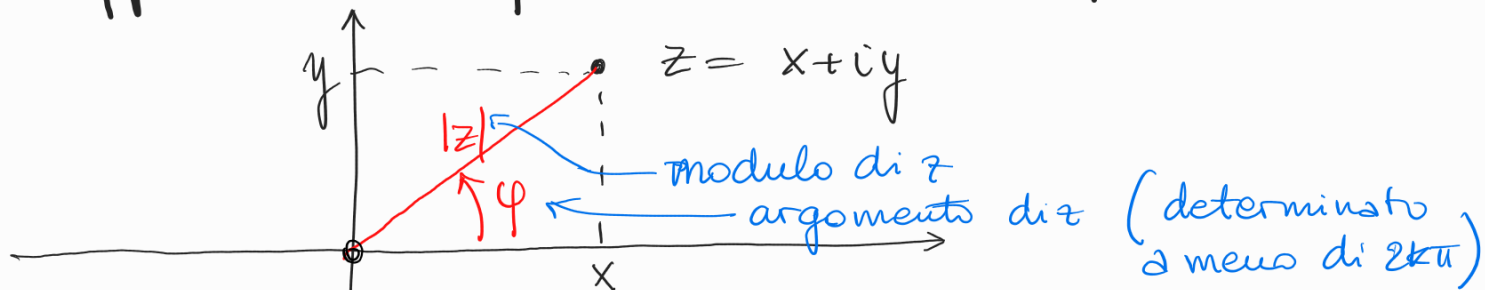 y
z = x+iy
|z|
modulo di z
φ
argomento di z (determinato
a meno di 2kπ)
x